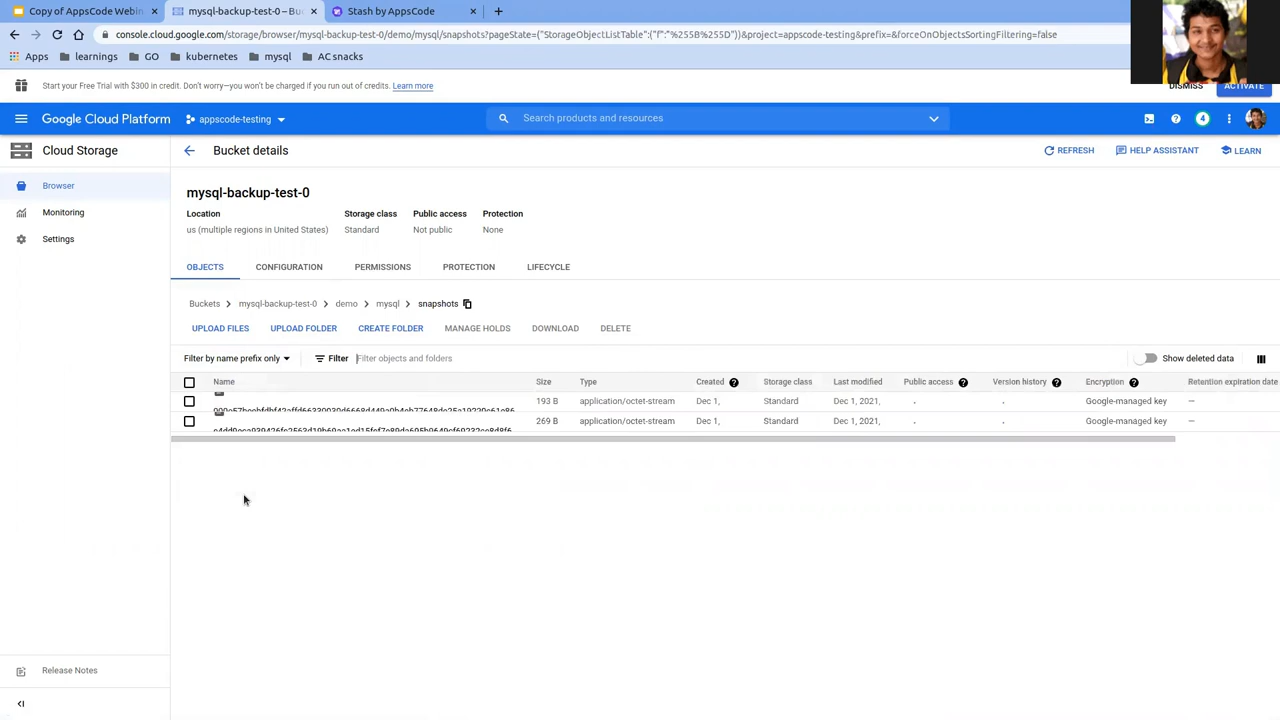 Copy of AppsCode Webin
mysql-backup-test-0 – Bu
Stash by AppsCode
console.cloud.google.com/storage/browser/mysql-backup-test-0/demo/mysql/snapshots?pageState=("StorageObjectListTable":("f":"%255B%255D"))&project=appscode-testing&prefix=&forceOnObjectsSortingFiltering=false
Apps learnings GO kubernetes mysql AC snacks
Start your Free Trial with $300 in credit. Don't worry—you won't be charged if you run out of credits. Learn more
DISMISS ACTIVATE
Google Cloud Platform appscode-testing Search products and resources 4
Cloud Storage
Bucket details
REFRESH HELP ASSISTANT LEARN
Browser
Monitoring
Settings
mysql-backup-test-0
Location Storage class Public access Protection
us (multiple regions in United States) Standard Not public None
OBJECTS CONFIGURATION PERMISSIONS PROTECTION LIFECYCLE
Buckets mysql-backup-test-0 demo mysql snapshots
UPLOAD FILES UPLOAD FOLDER CREATE FOLDER MANAGE HOLDS DOWNLOAD DELETE
Filter by name prefix only Filter Filter objects and folders Show deleted data
Name Size Type Created Storage class Last modified Public access Version history Encryption Retention expiration date
193 B application/octet-stream Dec 1, Standard Dec 1, 2021, Google-managed key —
269 B application/octet-stream Dec 1, Standard Dec 1, 2021, Google-managed key —
Release Notes